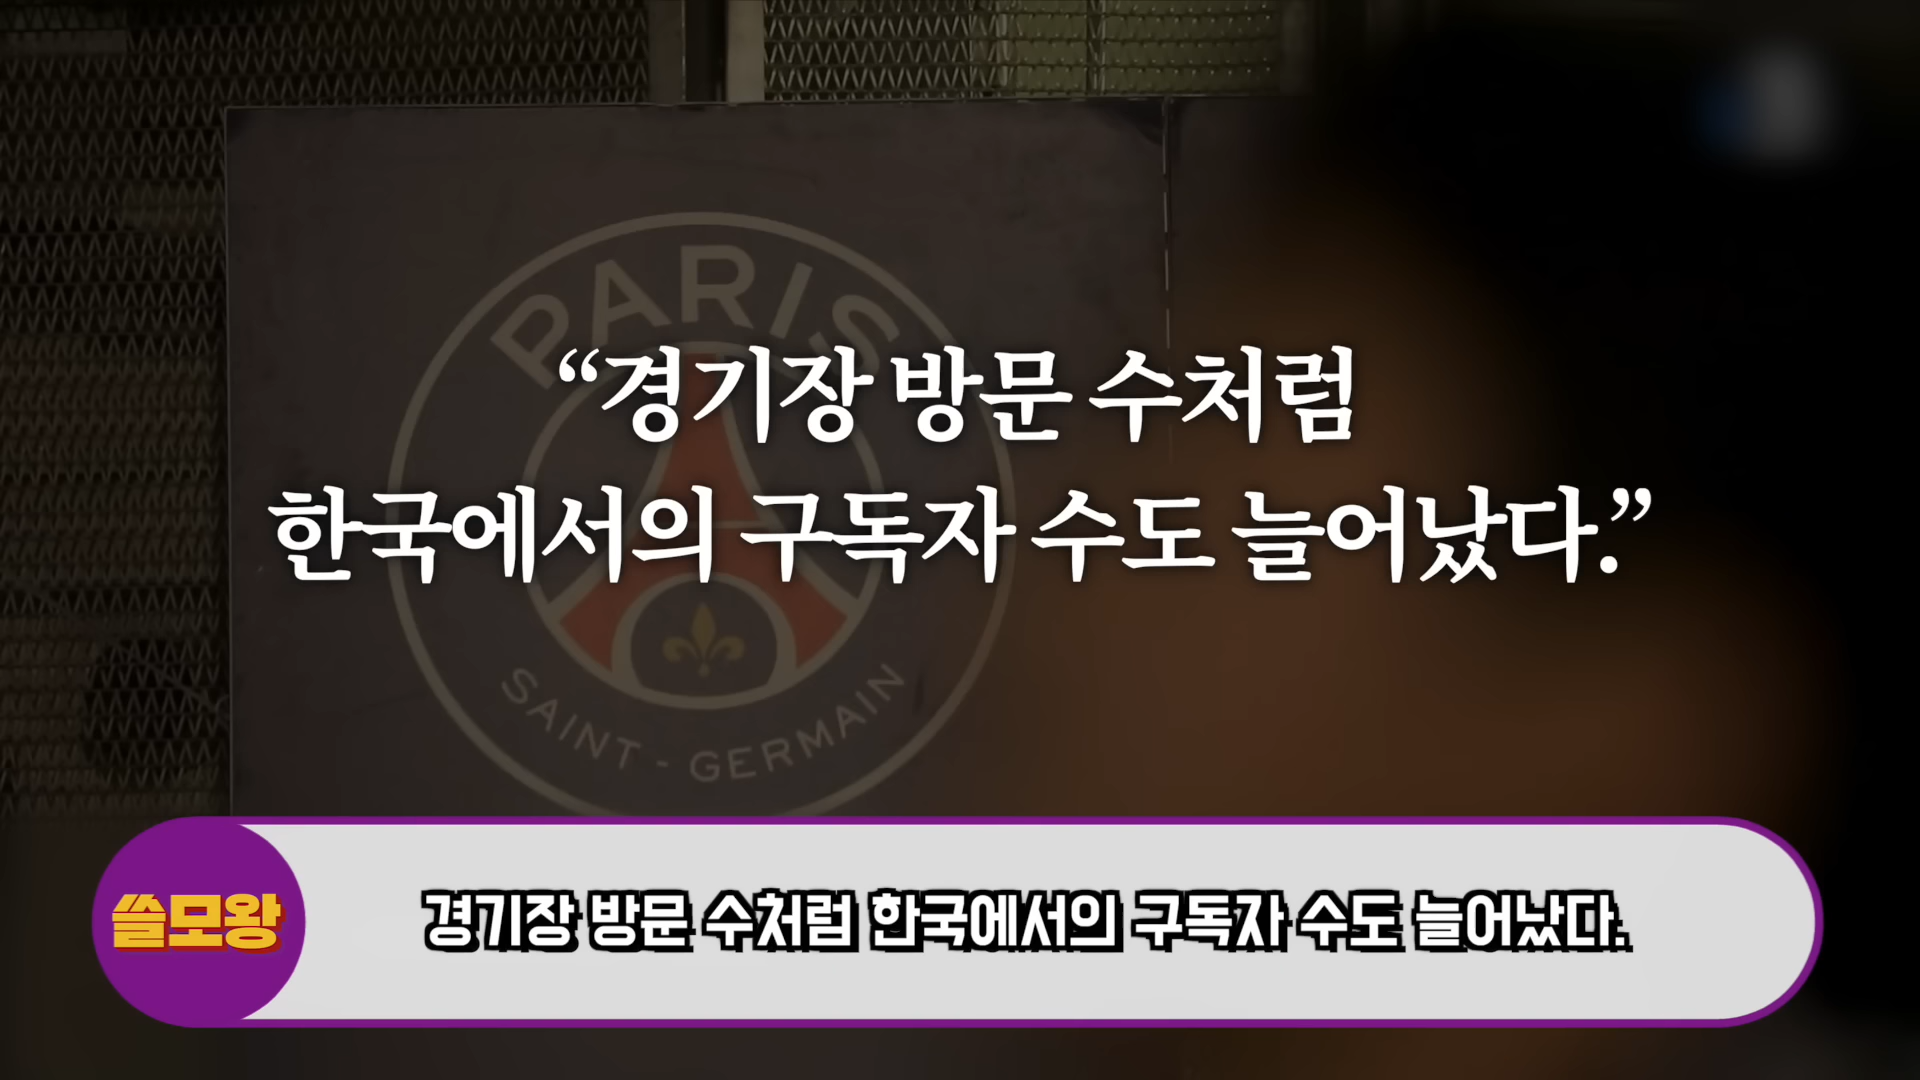 PARIS
“경기장 방문 수처럼
한국에서의 구독자 수도 늘어났다.”
SAINT-GERMAIN
쓸모왕
경기장 방문 수처럼 한국에서의 구독자 수도 늘어났다.